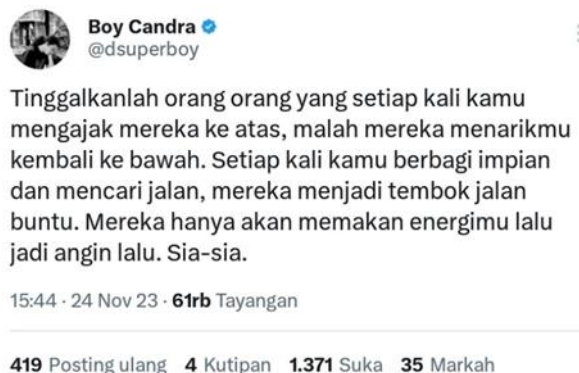 Boy Candra
@dsuperboy
Tinggalkanlah orang orang yang setiap kali kamu
mengajak mereka ke atas, malah mereka menarikmu
kembali ke bawah. Setiap kali kamu berbagi impian
dan mencari jalan, mereka menjadi tembok jalan
buntu. Mereka hanya akan memakan energimu lalu
jadi angin lalu. Sia-sia.
15:44 · 24 Nov 23 · 61rb Tayangan
419 Posting ulang 4 Kutipan 1.371 Suka 35 Markah